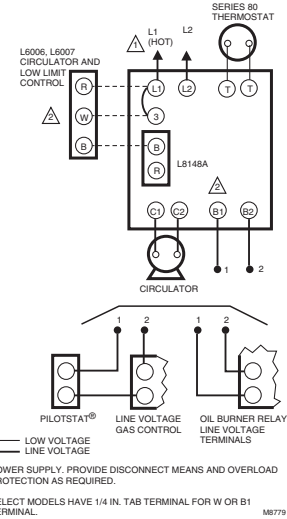 SERIES 80
THERMOSTAT
1
L1
(HOT)
L2
L6006, L6007
CIRCULATOR AND
LOW LIMIT
CONTROL
R
W
B
2
L1
L2
T
T
3
B
R
L8148A
2
C1
C2
B1
B2
1
2
CIRCULATOR
1
2
1
2
PILOTSTAT®
LINE VOLTAGE
GAS CONTROL
OIL BURNER RELAY
LINE VOLTAGE
TERMINALS
LOW VOLTAGE
LINE VOLTAGE
OWER SUPPLY. PROVIDE DISCONNECT MEANS AND OVERLOAD
ROTECTION AS REQUIRED.
ELECT MODELS HAVE 1/4 IN. TAB TERMINAL FOR W OR B1
ERMINAL.
M8779